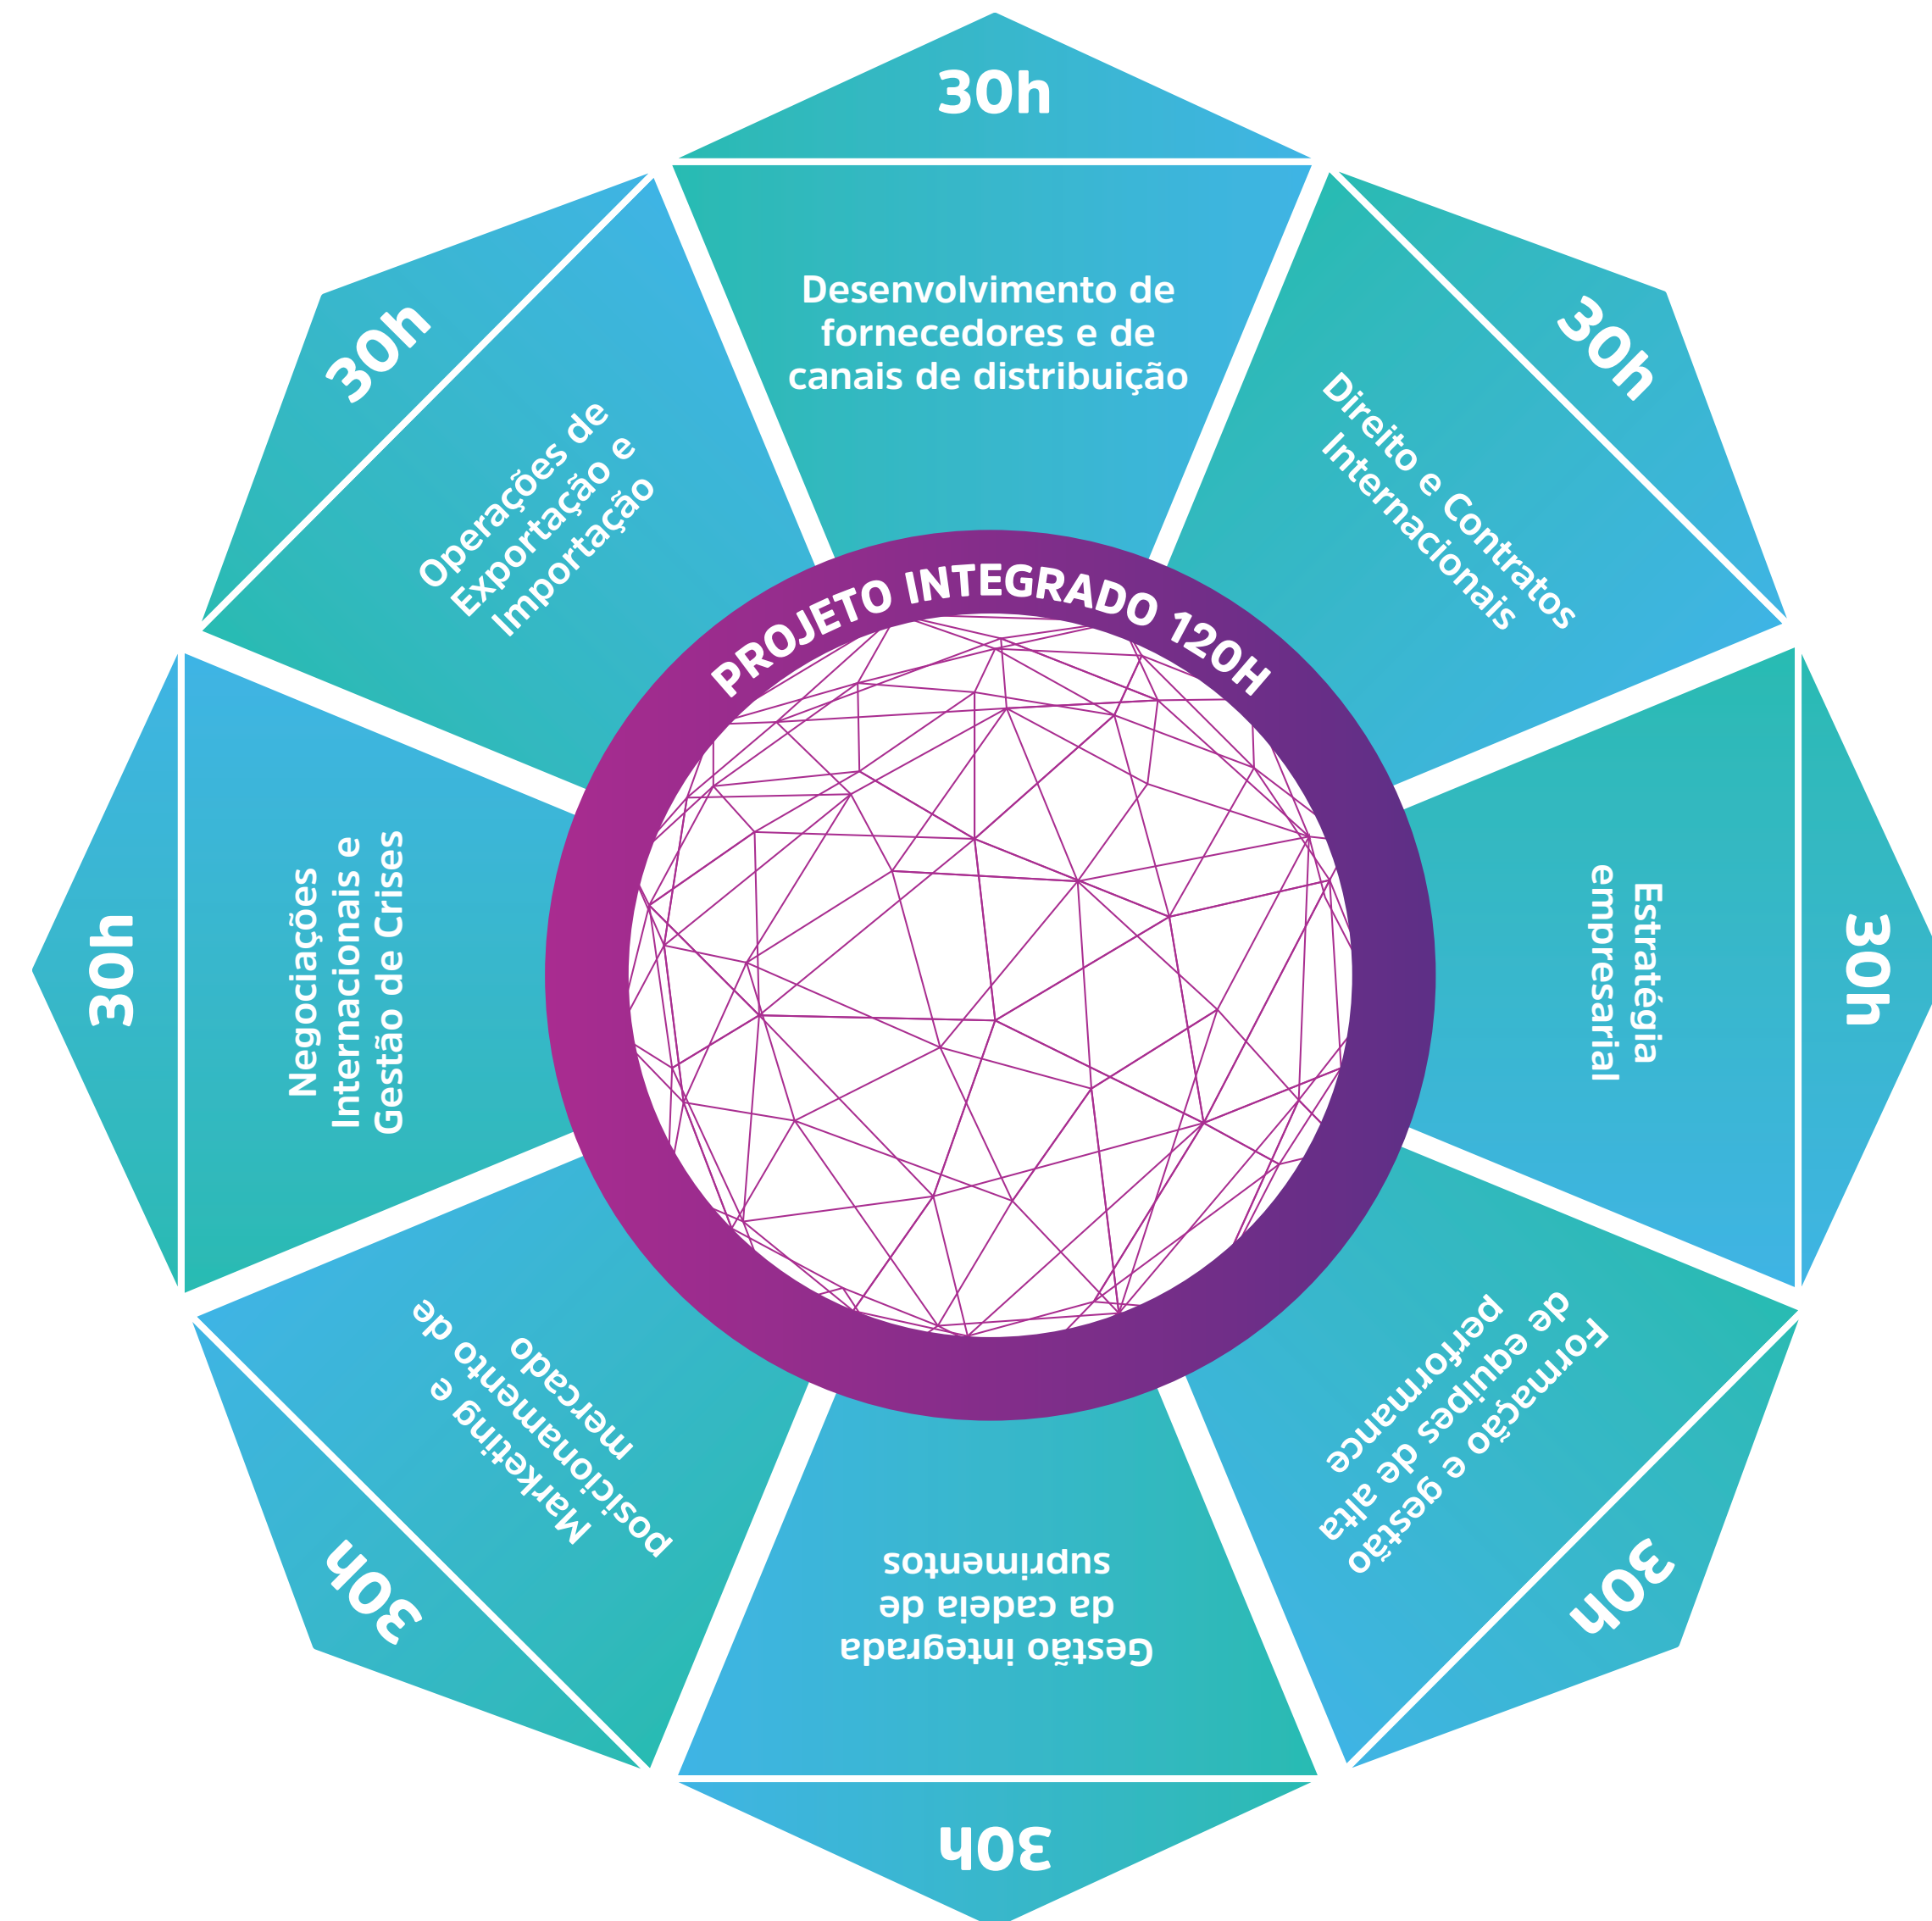 30h
Desenvolvimento de
fornecedores e de
canais de distribuição
30h
Direito e Contratos
Internacionais
30h
Estratégia
empresarial
30h
Formação e gestão
de equipes de alta
performance
30h
Gestão integrada
da cadeia de
suprimentos
30h
Marketing e
posicionamento de
mercado
30h
Negociações
Internacionais e
Gestão de Crises
30h
Operações de
Exportação e
Importação
PROJETO INTEGRADO 120H